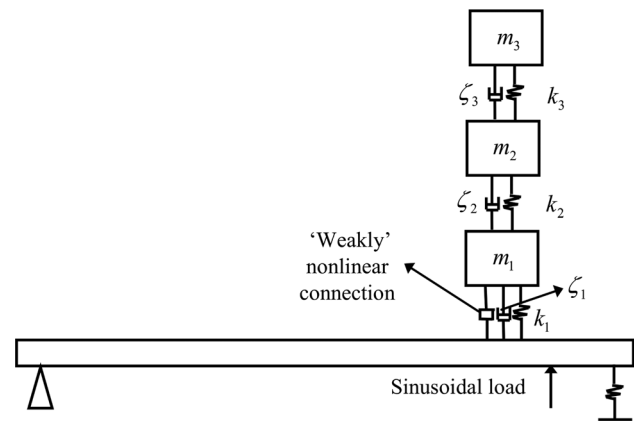 m₃
ζ₃
k₃
m₂
ζ₂
k₂
‘Weakly’
nonlinear
connection
m₁
ζ₁
k₁
Sinusoidal load